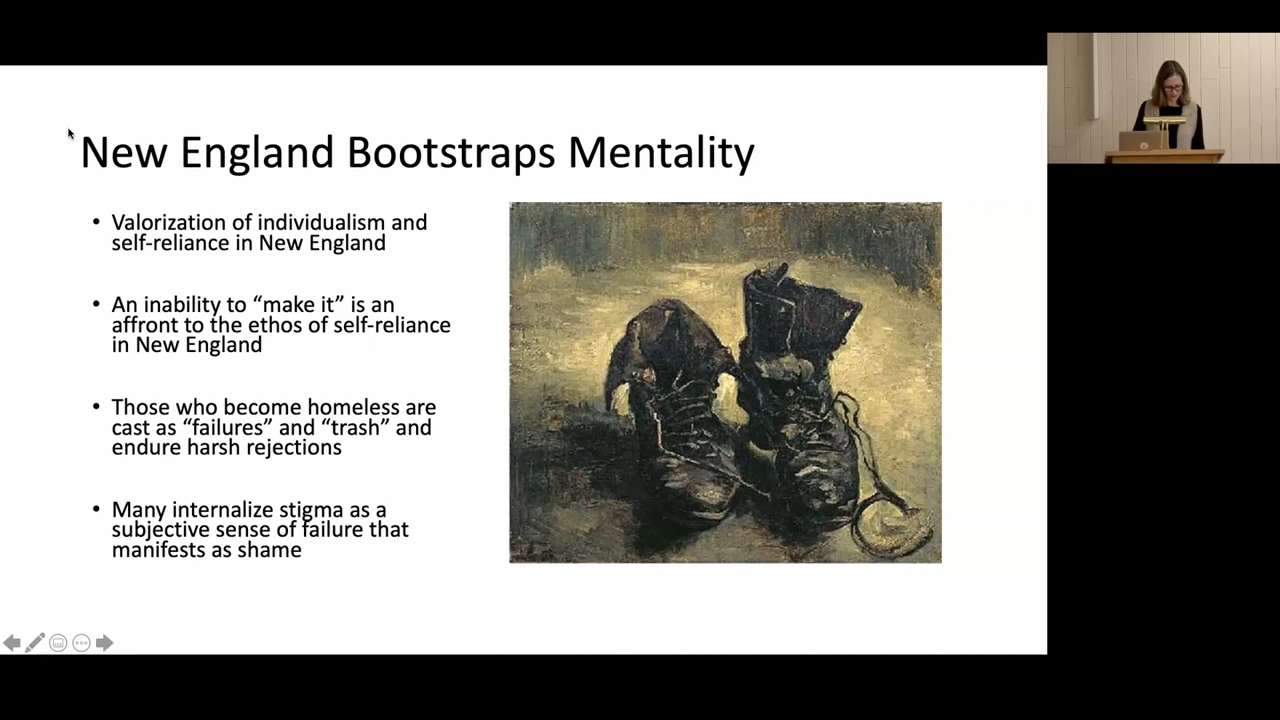 New England Bootstraps Mentality
• Valorization of individualism and
self-reliance in New England
• An inability to “make it” is an
affront to the ethos of self-reliance
in New England
• Those who become homeless are
cast as “failures” and “trash” and
endure harsh rejections
• Many internalize stigma as a
subjective sense of failure that
manifests as shame